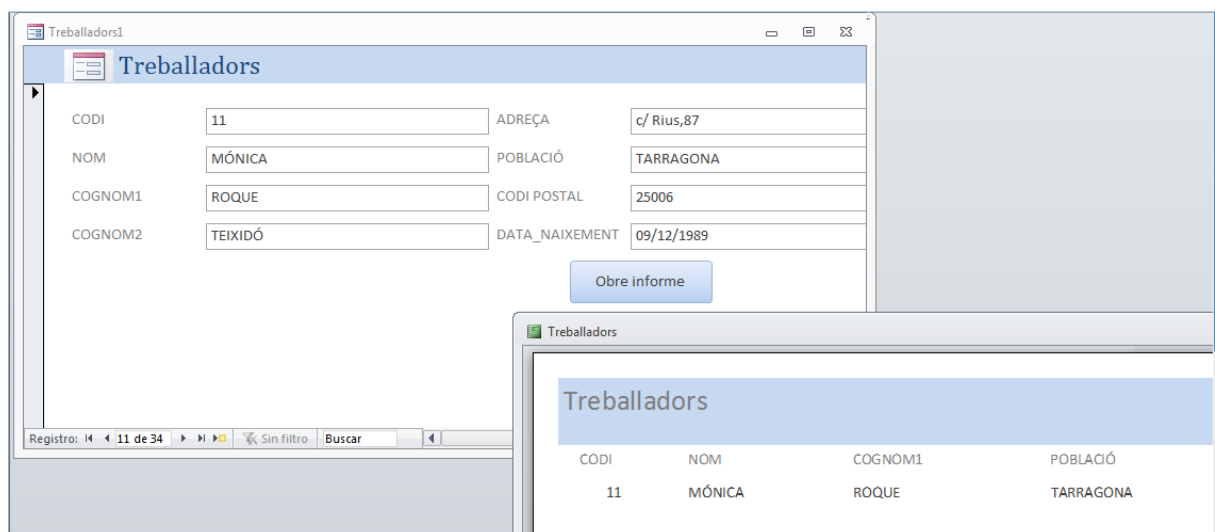 Treballadors1
Treballadors
CODI 11 ADREÇA c/ Rius,87
NOM MÓNICA POBLACIÓ TARRAGONA
COGNOM1 ROQUE CODI POSTAL 25006
COGNOM2 TEIXIDÓ DATA_NAIXEMENT 09/12/1989
Obre informe
Registro: 11 de 34 Sin filtro Buscar
Treballadors
Treballadors
CODI NOM COGNOM1 POBLACIÓ
11 MÓNICA ROQUE TARRAGONA